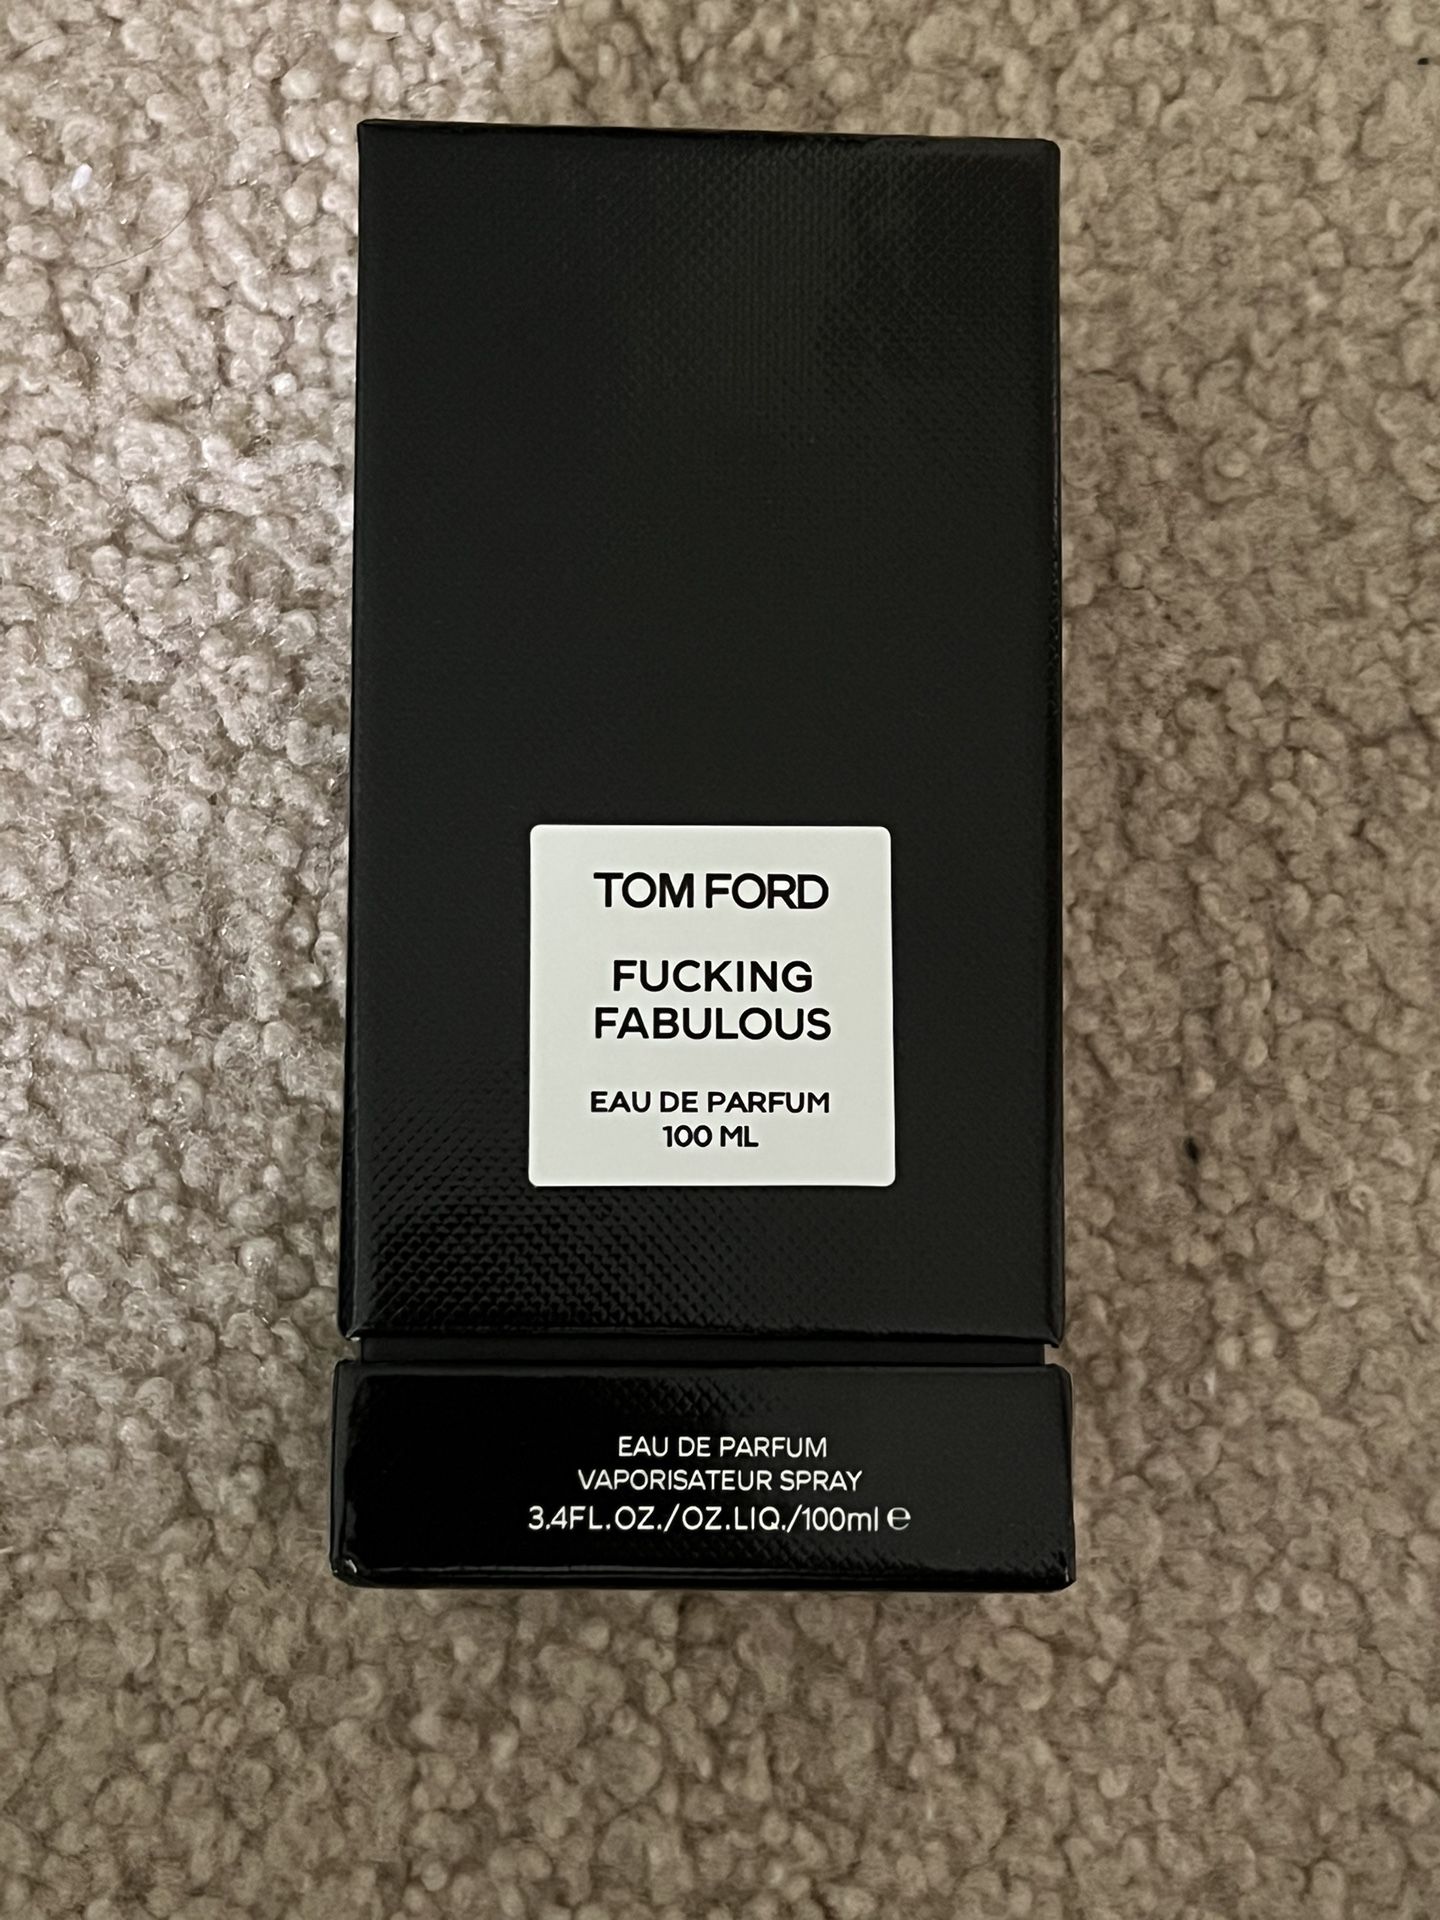 TOM FORD
FUCKING
FABULOUS
EAU DE PARFUM
100 ML
EAU DE PARFUM
VAPORISATEUR SPRAY
3.4FL.OZ./OZ.LIQ./100ml ℮